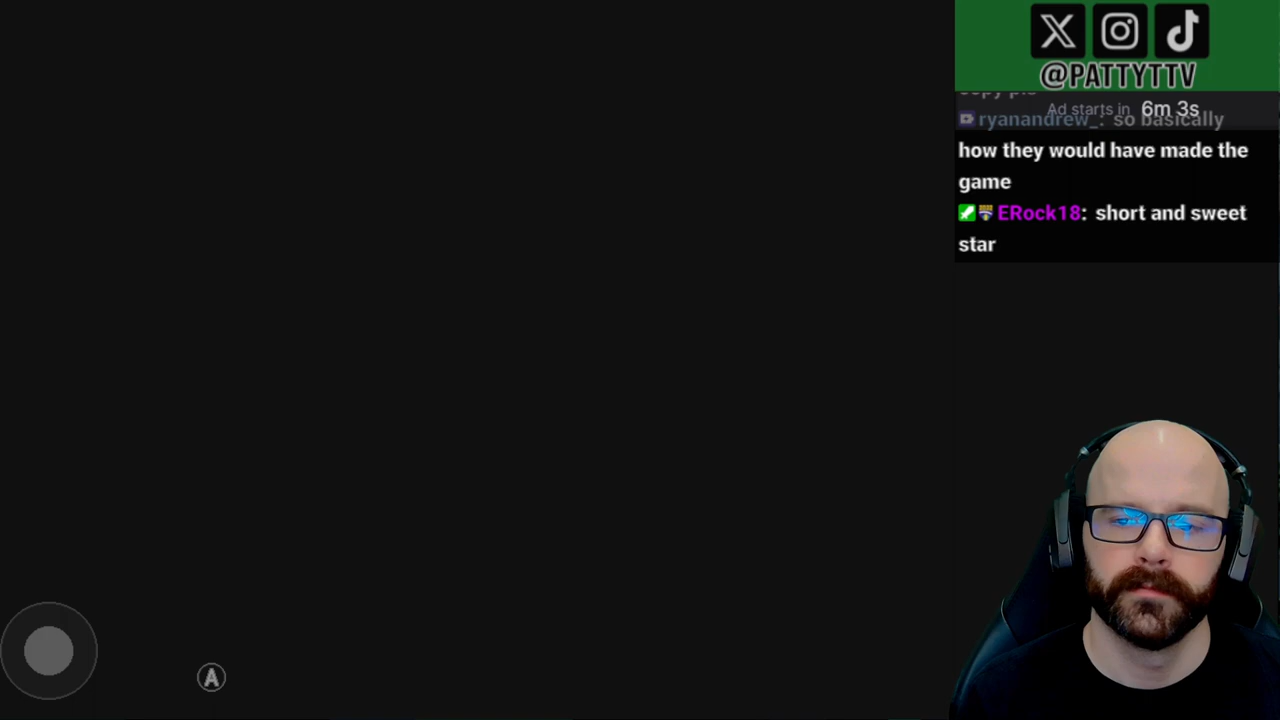 @PATTYTTV
Ad starts in 6m 3s
ryanandrew_: so basically
how they would have made the
game
ERock18: short and sweet
star
A